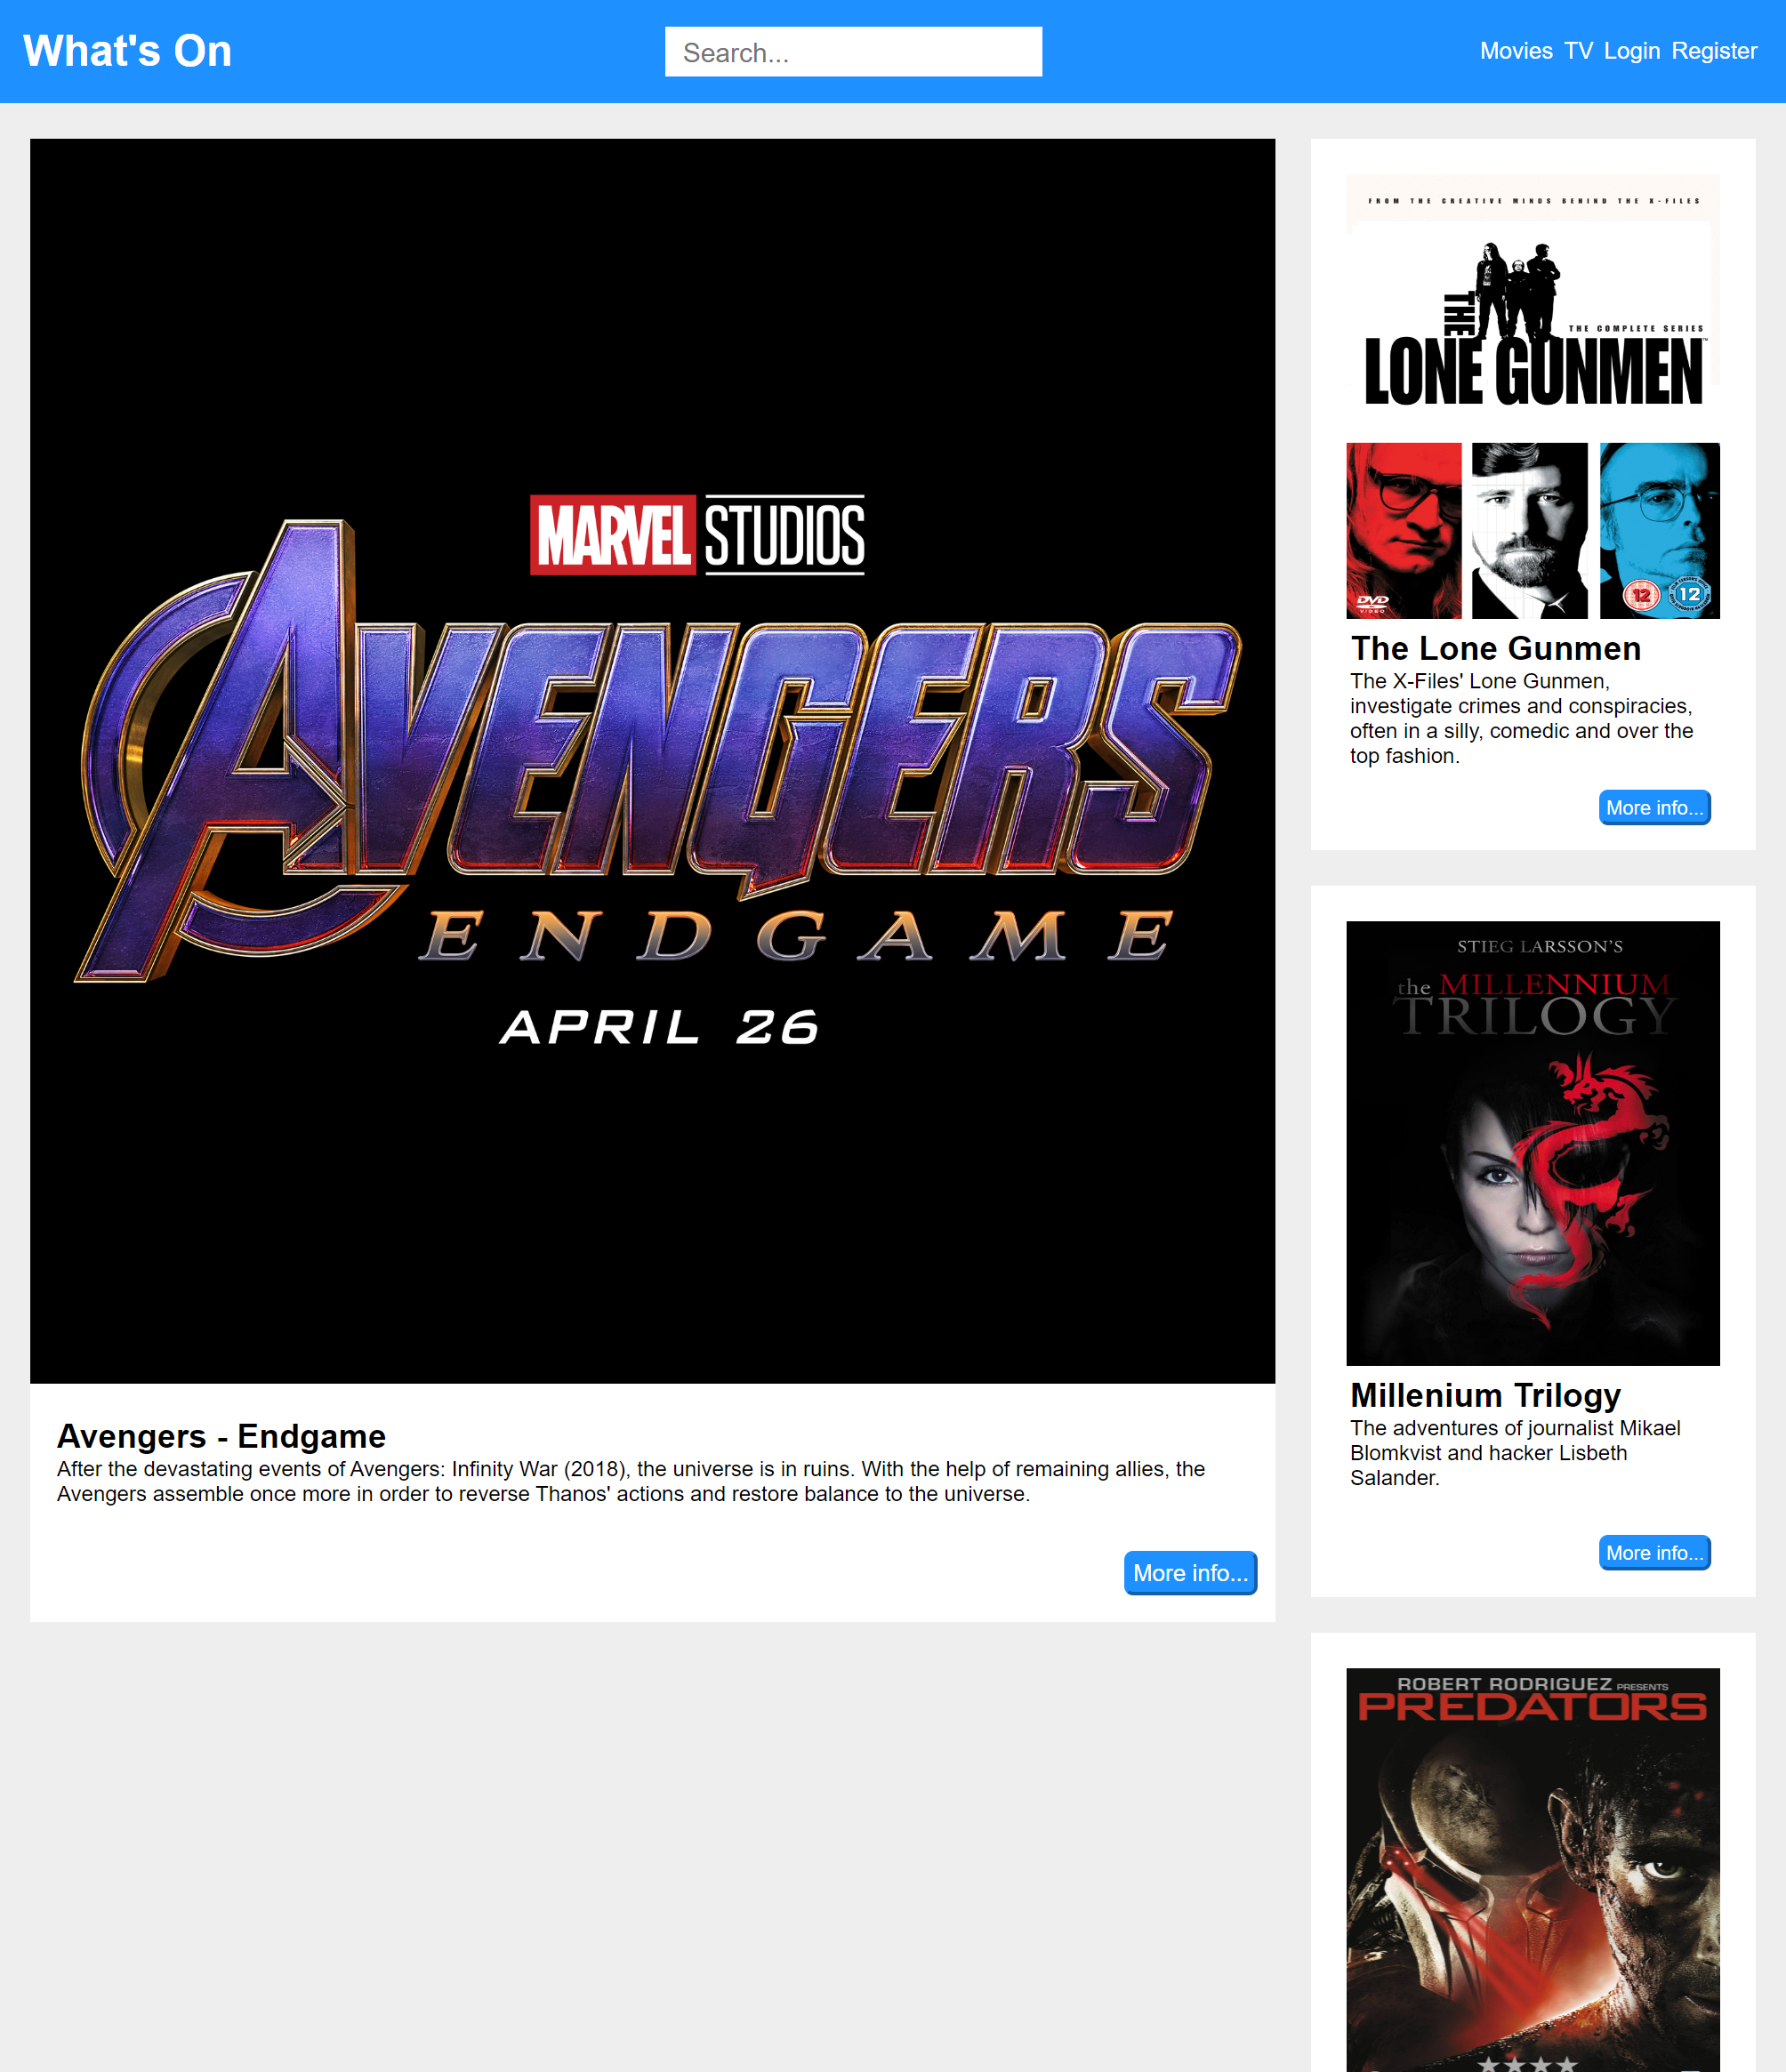 What's On
Search...
Movies TV Login Register
MARVEL STUDIOS
AVENGERS
ENDGAME
APRIL 26
Avengers - Endgame
After the devastating events of Avengers: Infinity War (2018), the universe is in ruins. With the help of remaining allies, the
Avengers assemble once more in order to reverse Thanos' actions and restore balance to the universe.
More info...
FROM THE CREATIVE MINDS BEHIND THE X-FILES
THE COMPLETE SERIES
THE
LONE GUNMEN
DVD
VIDEO
12
12
The Lone Gunmen
The X-Files' Lone Gunmen,
investigate crimes and conspiracies,
often in a silly, comedic and over the
top fashion.
More info...
STIEG LARSSON'S
the MILLENNIUM
TRILOGY
Millenium Trilogy
The adventures of journalist Mikael
Blomkvist and hacker Lisbeth
Salander.
More info...
ROBERT RODRIGUEZ PRESENTS
PREDATORS